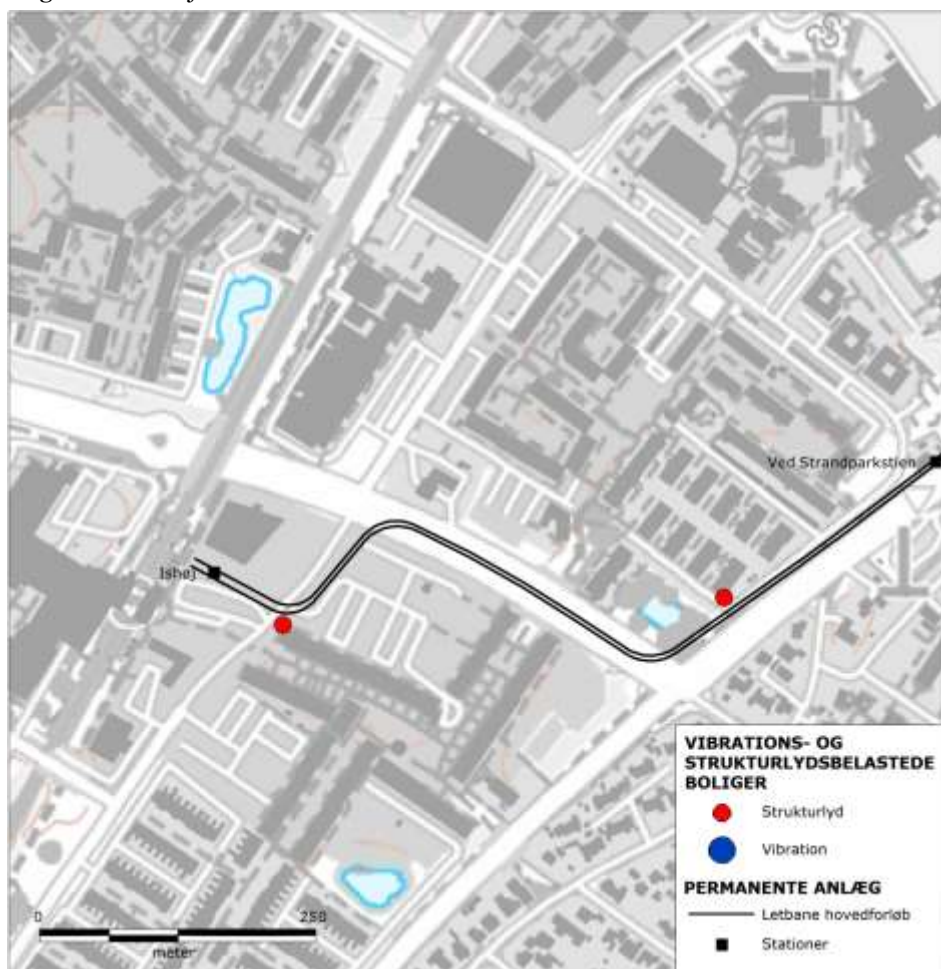 Ved Strandparkstien
Ishøj
VIBRATIONS- OG
STRUKTURLYDSBELASTEDE
BOLIGER
Strukturlyd
Vibration
PERMANENTE ANLÆG
Letbane hovedforløb
Stationer
0 250
meter